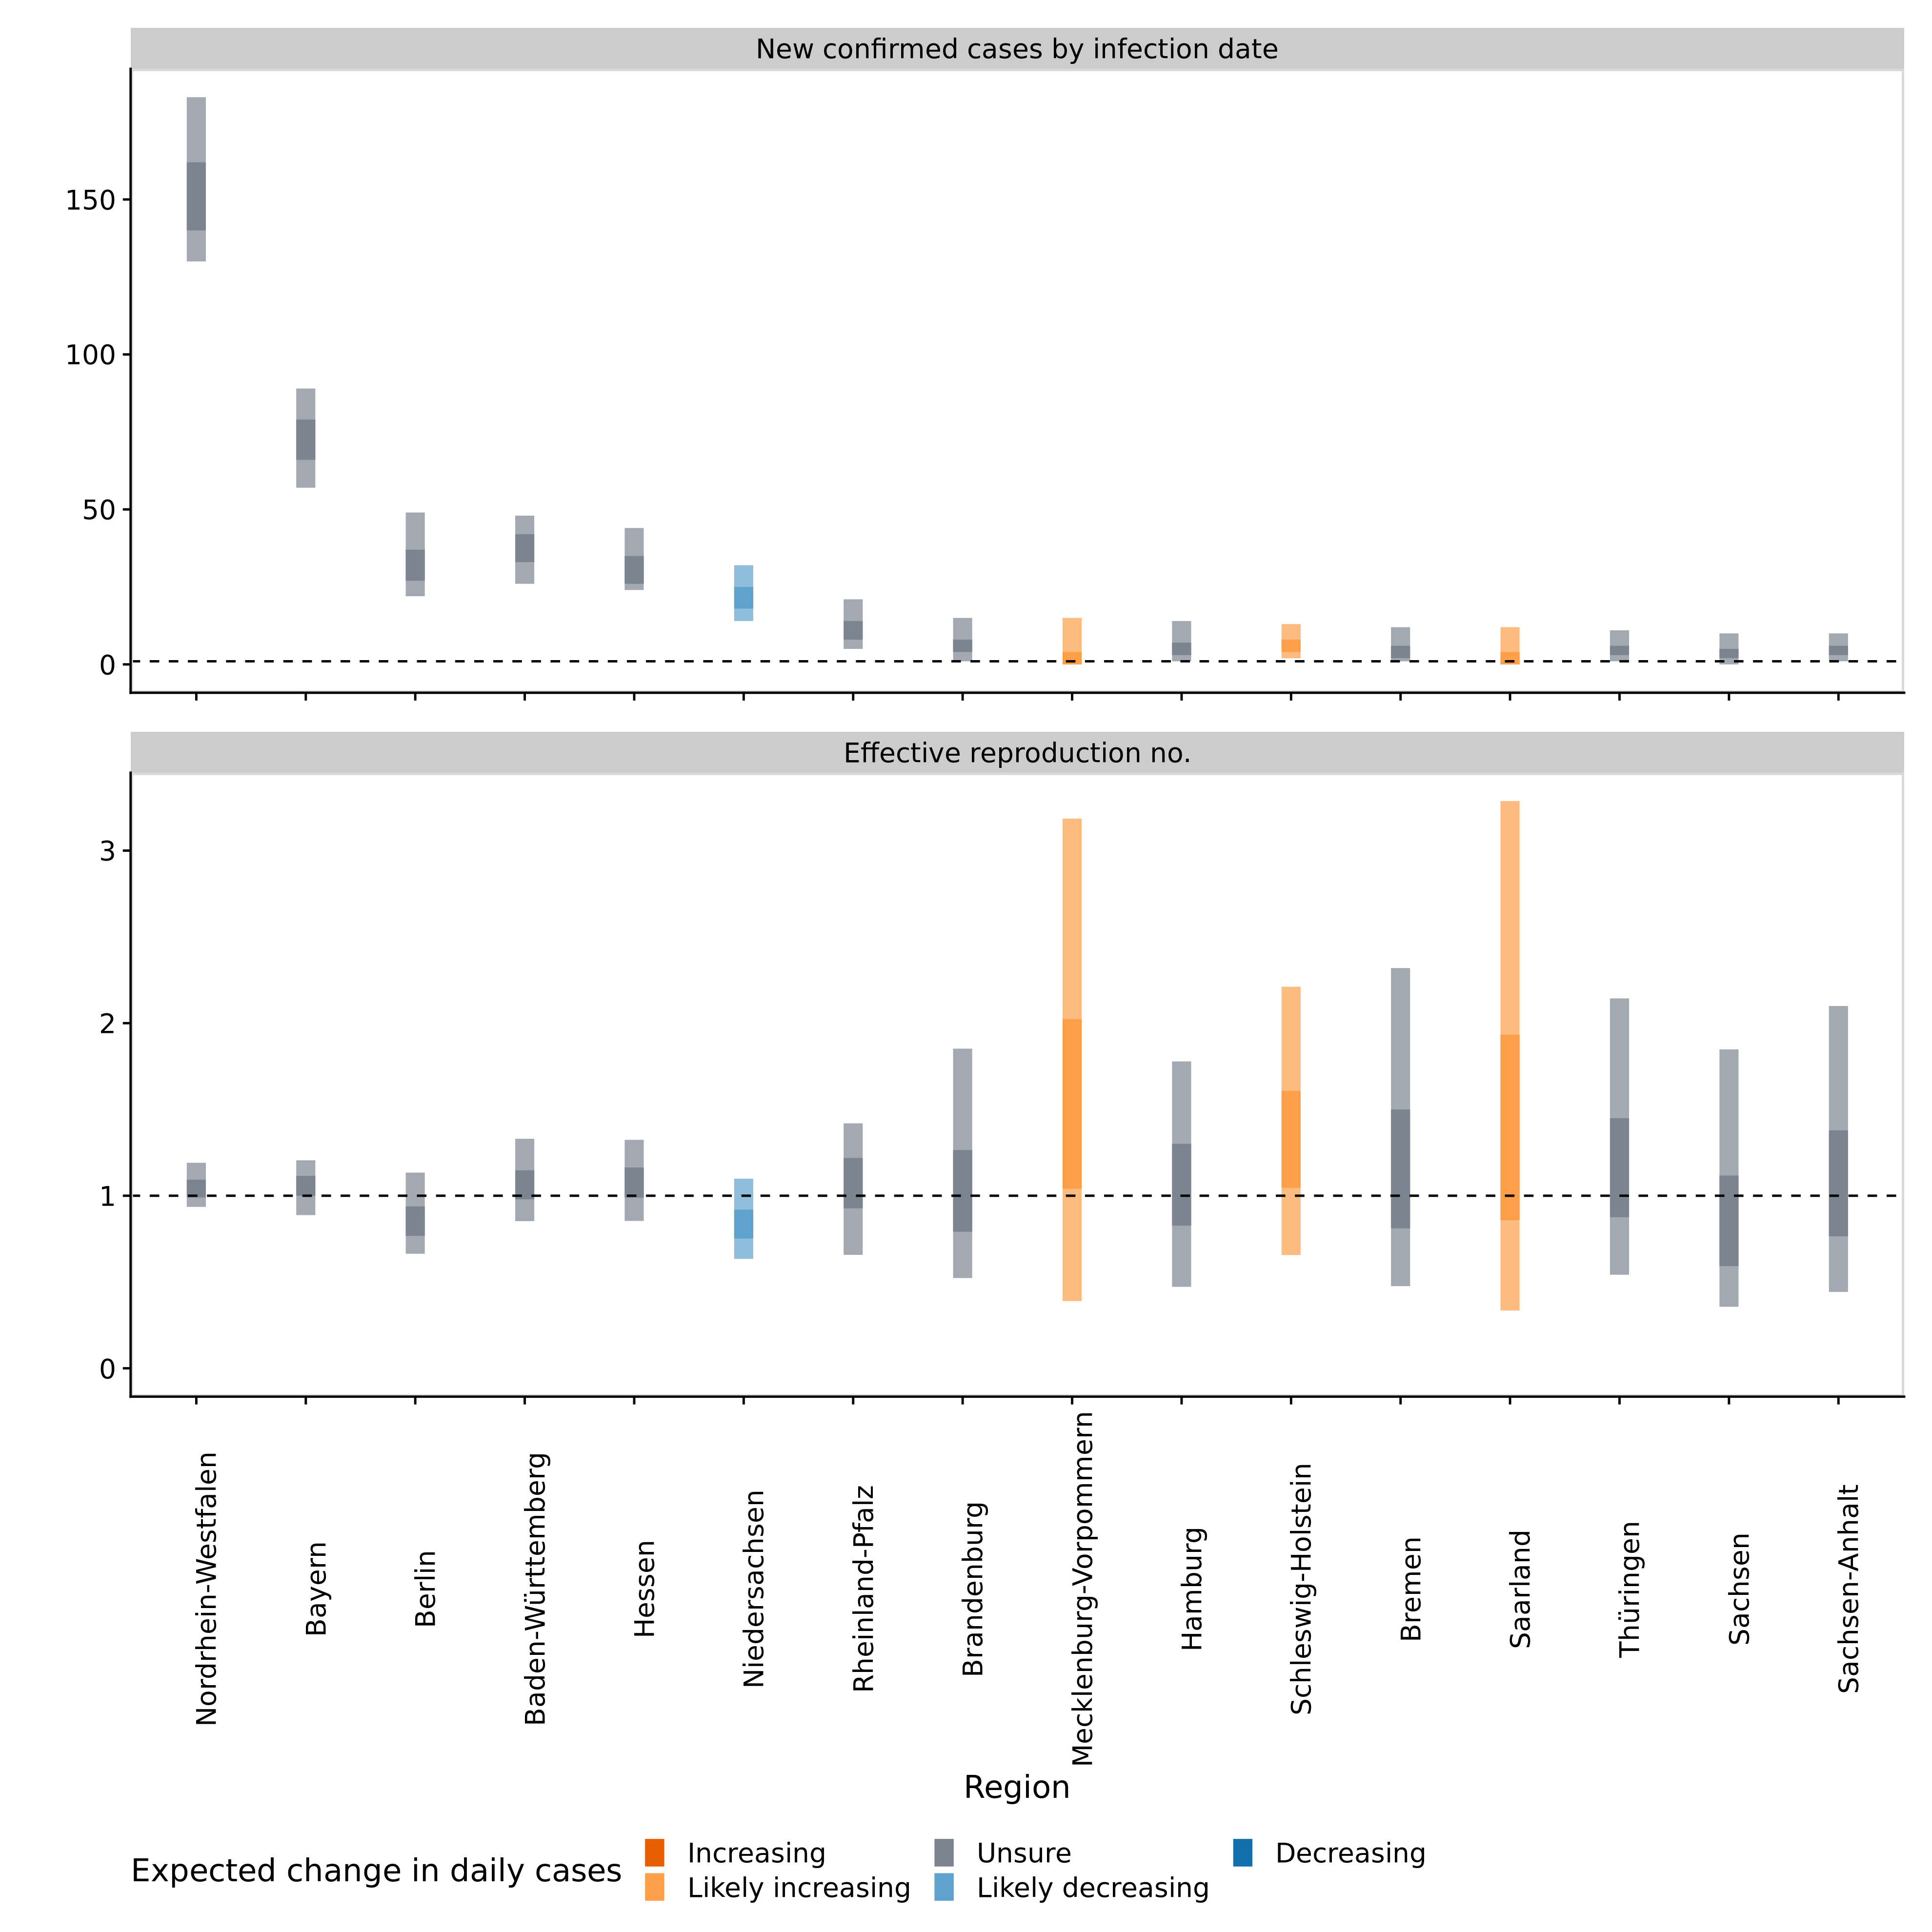 New confirmed cases by infection date
150
100
50
0
Effective reproduction no.
3
2
1
0
Nordrhein-Westfalen
Bayern
Berlin
Baden-Württemberg
Hessen
Niedersachsen
Rheinland-Pfalz
Brandenburg
Mecklenburg-Vorpommern
Hamburg
Schleswig-Holstein
Bremen
Saarland
Thüringen
Sachsen
Sachsen-Anhalt
Region
Expected change in daily cases
Increasing
Likely increasing
Unsure
Likely decreasing
Decreasing